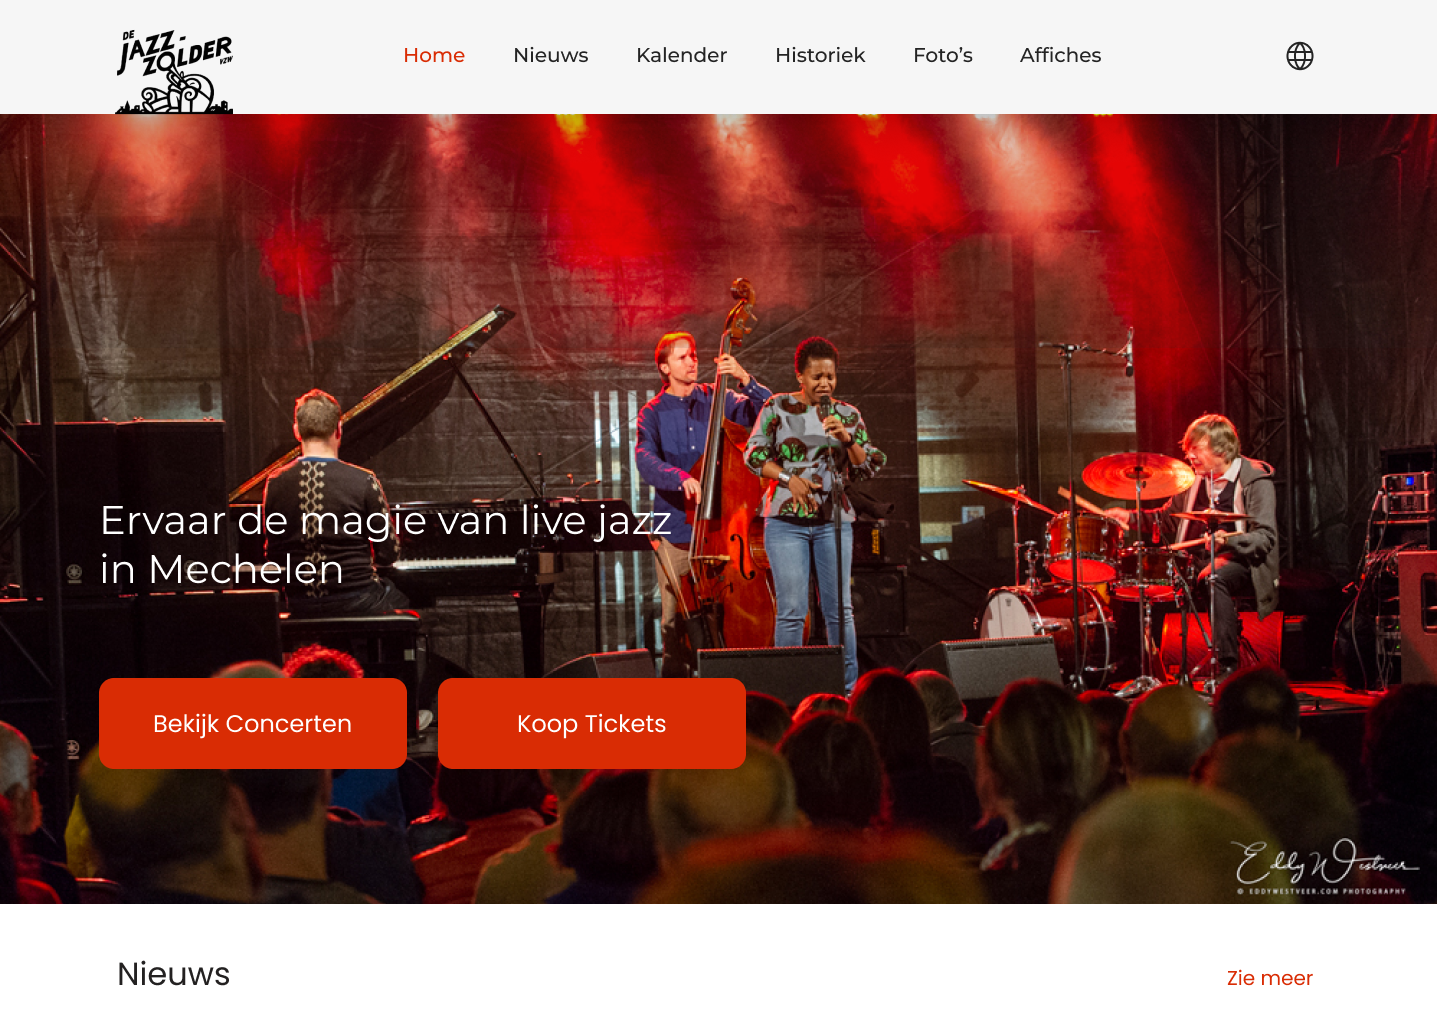 DE
JAZZ-
ZOLDER
VZW
Home
Nieuws
Kalender
Historiek
Foto’s
Affiches
Ervaar de magie van live jazz
in Mechelen
Bekijk Concerten
Koop Tickets
Eddy Westveer
© EDDYWESTVEER.COM PHOTOGRAPHY
Nieuws
Zie meer